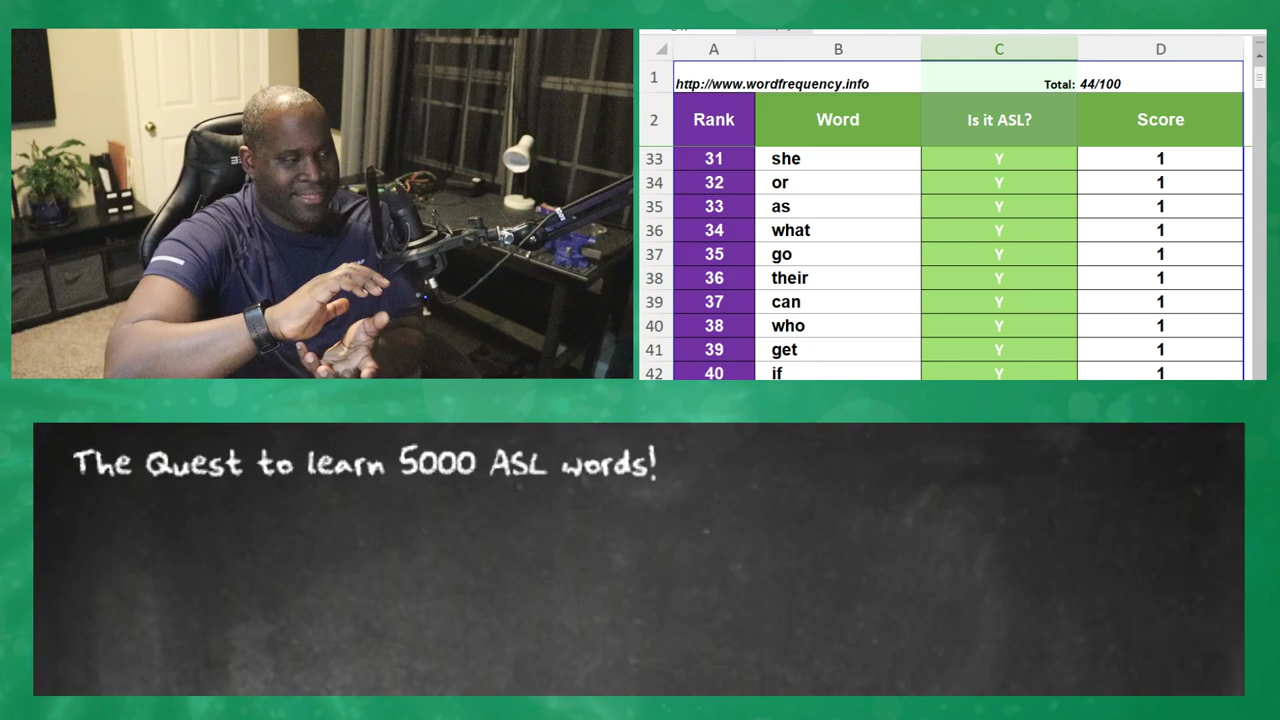 A B C D
1 http://www.wordfrequency.info Total: 44/100
2 Rank Word Is it ASL? Score
33 31 she Y 1
34 32 or Y 1
35 33 as Y 1
36 34 what Y 1
37 35 go Y 1
38 36 their Y 1
39 37 can Y 1
40 38 who Y 1
41 39 get Y 1
42 40 if Y 1
The Quest to learn 5000 ASL words!